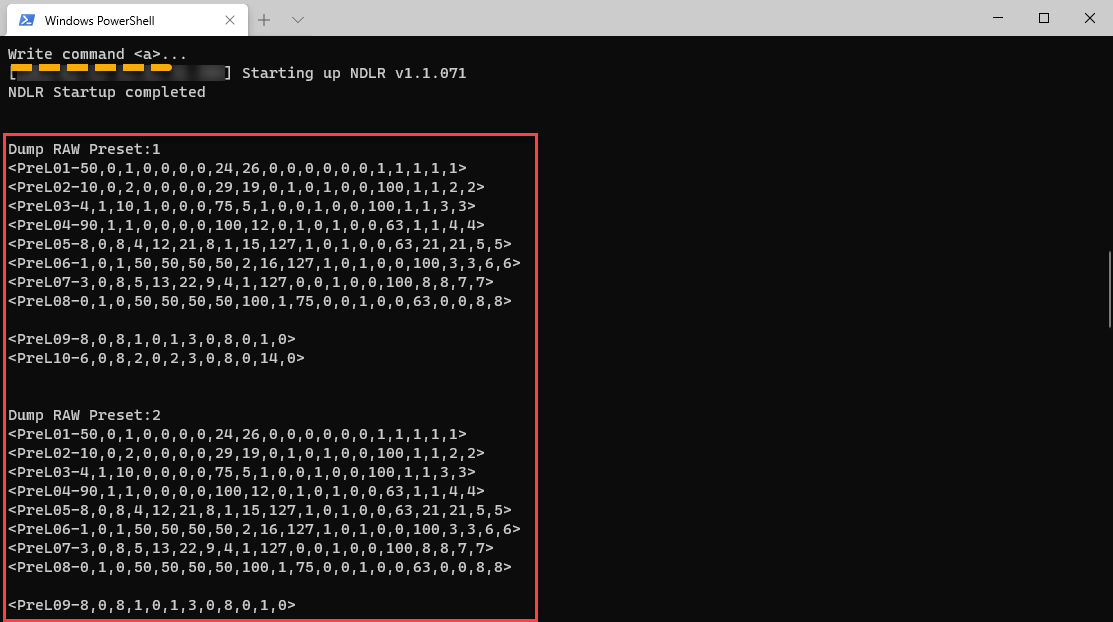 Windows PowerShell
Write command <a>...
[ ] Starting up NDLR v1.1.071
NDLR Startup completed
Dump RAW Preset:1
<PreL01-50,0,1,0,0,0,0,24,26,0,0,0,0,0,0,1,1,1,1,1>
<PreL02-10,0,2,0,0,0,0,29,19,0,1,0,1,0,0,100,1,1,2,2>
<PreL03-4,1,10,1,0,0,0,75,5,1,0,0,1,0,0,100,1,1,3,3>
<PreL04-90,1,1,0,0,0,0,100,12,0,1,0,1,0,0,63,1,1,4,4>
<PreL05-8,0,8,4,12,21,8,1,15,127,1,0,1,0,0,63,21,21,5,5>
<PreL06-1,0,1,50,50,50,50,2,16,127,1,0,1,0,0,100,3,3,6,6>
<PreL07-3,0,8,5,13,22,9,4,1,127,0,0,1,0,0,100,8,8,7,7>
<PreL08-0,1,0,50,50,50,50,100,1,75,0,0,1,0,0,63,0,0,8,8>
<PreL09-8,0,8,1,0,1,3,0,8,0,1,0>
<PreL10-6,0,8,2,0,2,3,0,8,0,14,0>
Dump RAW Preset:2
<PreL01-50,0,1,0,0,0,0,24,26,0,0,0,0,0,0,1,1,1,1,1>
<PreL02-10,0,2,0,0,0,0,29,19,0,1,0,1,0,0,100,1,1,2,2>
<PreL03-4,1,10,0,0,0,0,75,5,1,0,0,1,0,0,100,1,1,3,3>
<PreL04-90,1,1,0,0,0,0,100,12,0,1,0,1,0,0,63,1,1,4,4>
<PreL05-8,0,8,4,12,21,8,1,15,127,1,0,1,0,0,63,21,21,5,5>
<PreL06-1,0,1,50,50,50,50,2,16,127,1,0,1,0,0,100,3,3,6,6>
<PreL07-3,0,8,5,13,22,9,4,1,127,0,0,1,0,0,100,8,8,7,7>
<PreL08-0,1,0,50,50,50,50,100,1,75,0,0,1,0,0,63,0,0,8,8>
<PreL09-8,0,8,1,0,1,3,0,8,0,1,0>